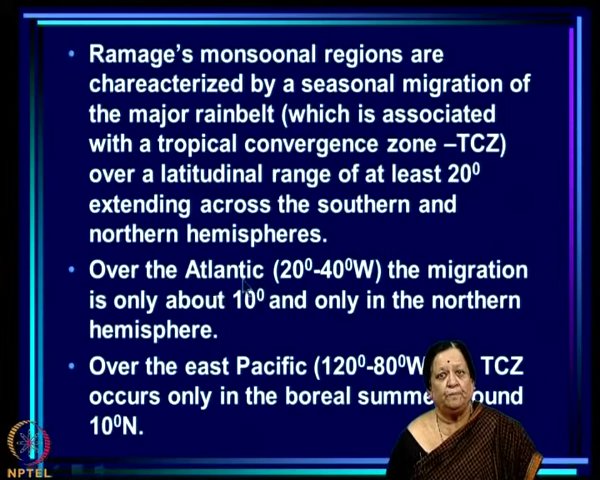 • Ramage's monsoonal regions are
chareacterized by a seasonal migration of
the major rainbelt (which is associated
with a tropical convergence zone –TCZ)
over a latitudinal range of at least 20⁰
extending across the southern and
northern hemispheres.
• Over the Atlantic (20⁰-40⁰W) the migration
is only about 10⁰ and only in the northern
hemisphere.
• Over the east Pacific (120⁰-80⁰W TCZ
occurs only in the boreal summe ound
10⁰N.
NPTEL